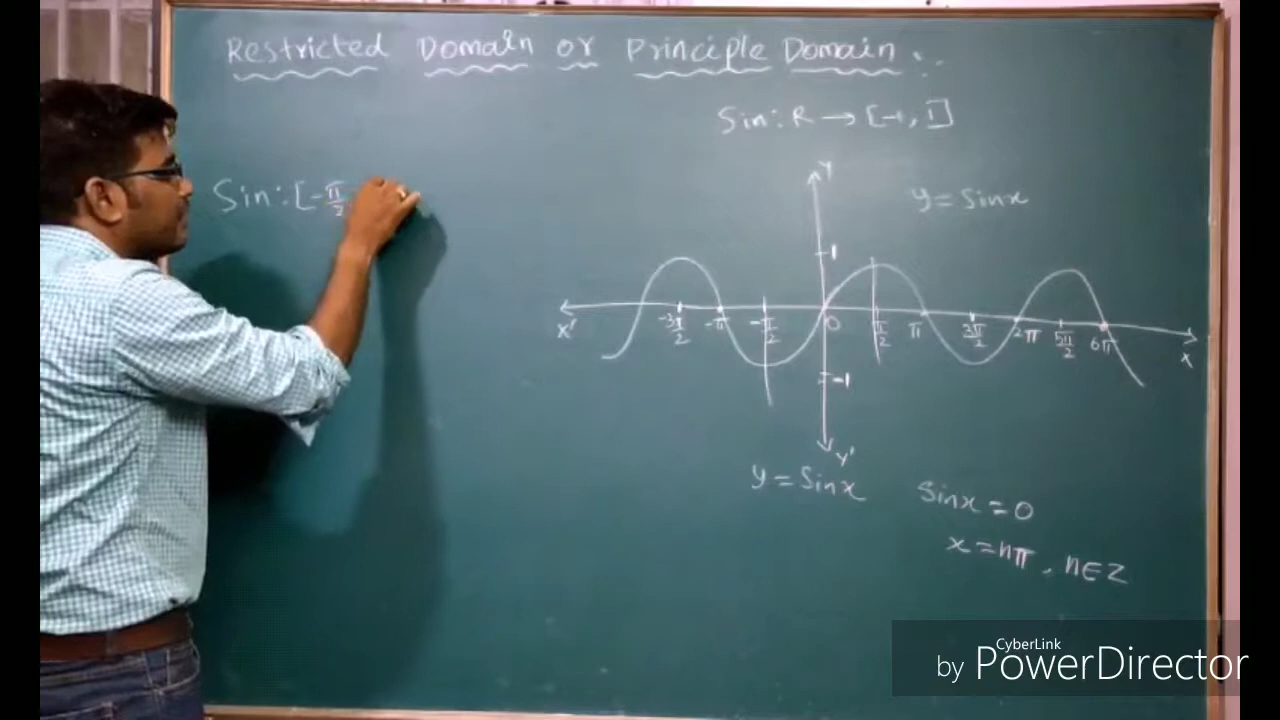 Restricted Domain or Principle Domain :
Sin : R → [-1, 1]
Sin : [-π/2
Y
y = Sinx
1
X' -3π/2 -π -π/2 0 π/2 π 3π/2 2π 5π/2 6π X
-1
Y'
y = Sinx
Sinx = 0
x = nπ, n∈Z
CyberLink
by PowerDirector